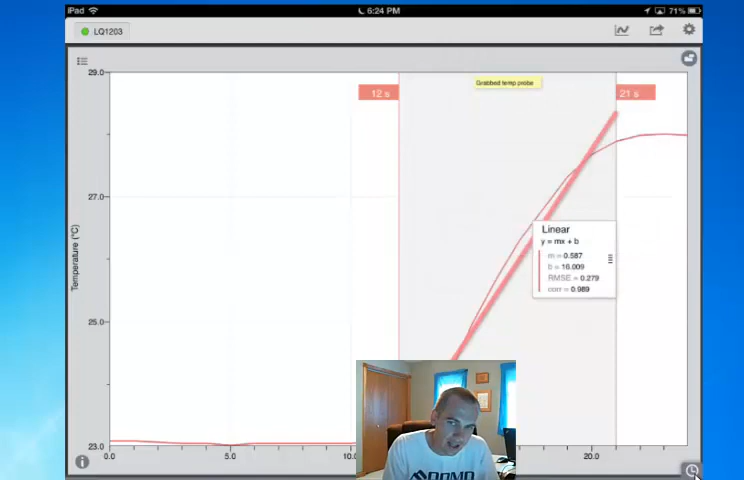 iPad 6:24 PM 71%
LQ1203
29.0
Grabbed temp probe
12 s 21 s
27.0
Linear
y = mx + b
m = 0.587
b = 16.009
RMSE = 0.279
corr = 0.989
Temperature (°C)
25.0
23.0
0.0 5.0 10. 20.0